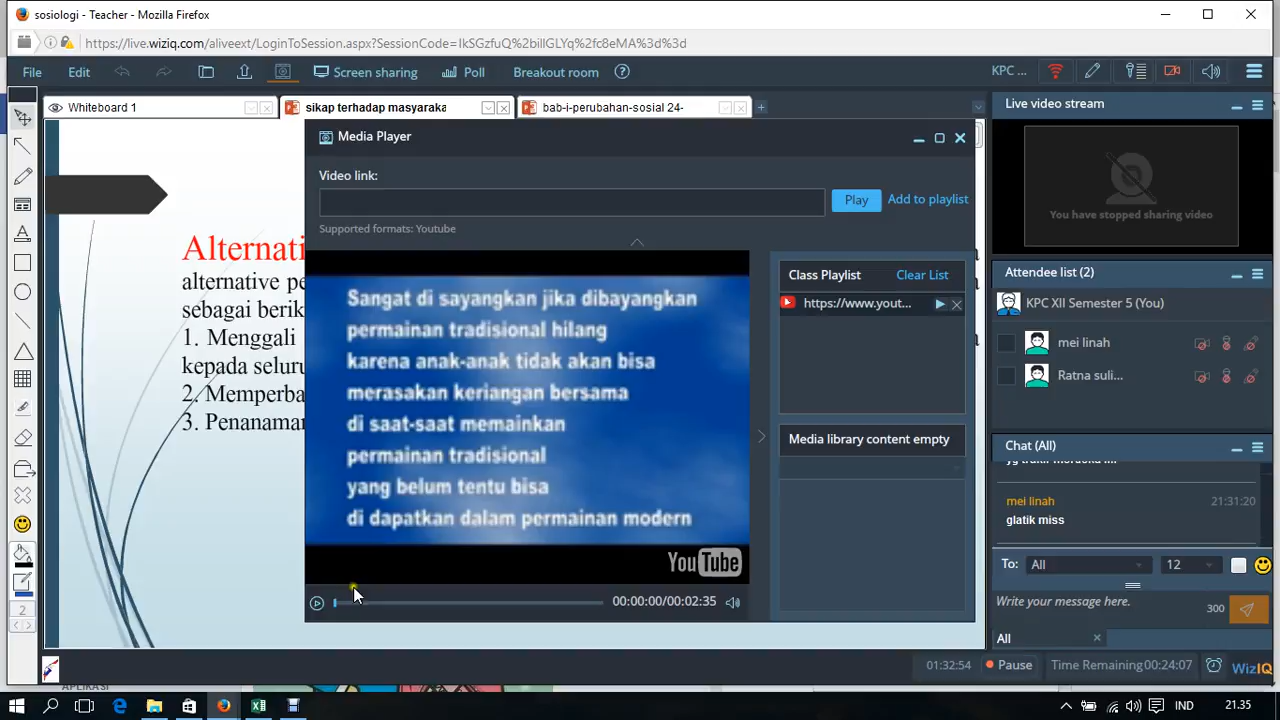 sosiologi - Teacher - Mozilla Firefox
https://live.wiziq.com/aliveext/LoginToSession.aspx?SessionCode=IkSGzfuQ%2bilIGLYq%2fc8eMA%3d%3d
File Edit Screen sharing Poll Breakout room KPC ...
Whiteboard 1
sikap terhadap masyaraka
bab-i-perubahan-sosial 24-
Live video stream
You have stopped sharing video
Media Player
Video link:
Play Add to playlist
Supported formats: Youtube
Alternati
alternative pe
sebagai berik
1. Menggali
kepada selur
2. Memperba
3. Penanaman
Sangat di sayangkan jika dibayangkan
permainan tradisional hilang
karena anak-anak tidak akan bisa
merasakan keriangan bersama
di saat-saat memainkan
permainan tradisional
yang belum tentu bisa
di dapatkan dalam permainan modern
YouTube
00:00:00/00:02:35
Class Playlist Clear List
https://www.yout...
Media library content empty
Attendee list (2)
KPC XII Semester 5 (You)
mei linah
Ratna suli...
Chat (All)
mei linah 21:31:20
glatik miss
To: All 12
Write your message here. 300
All
01:32:54 Pause Time Remaining 00:24:07 WizIQ
APLIKASI
2
IND 21.35